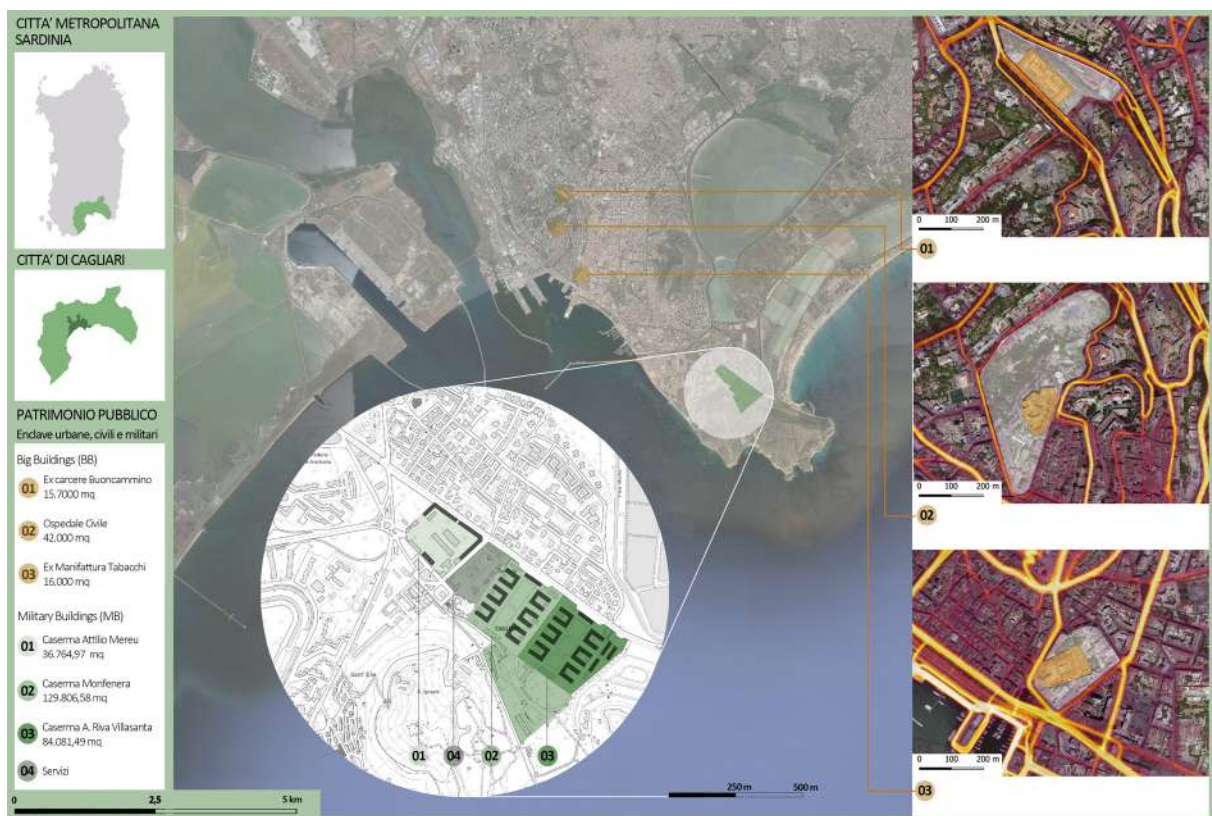 CITTA' METROPOLITANA
SARDINIA
CITTA' DI CAGLIARI
PATRIMONIO PUBBLICO
Enclave urbane, civili e militari
Big Buildings (BB)
01 Ex carcere Buoncammino
15.7000 mq
02 Ospedale Civile
42.000 mq
03 Ex Manifattura Tabacchi
16.000 mq
Military Buildings (MB)
01 Caserma Attilio Mereu
36.764,97 mq
02 Caserma Monfenera
129.806,58 mq
03 Caserma A. Riva Villasanta
84.081,49 mq
04 Servizi
0 2,5 5 km
Sant' Elia
01 04 02 03
250 m 500 m
0 100 200 m
01
0 100 200 m
02
0 100 200 m
03